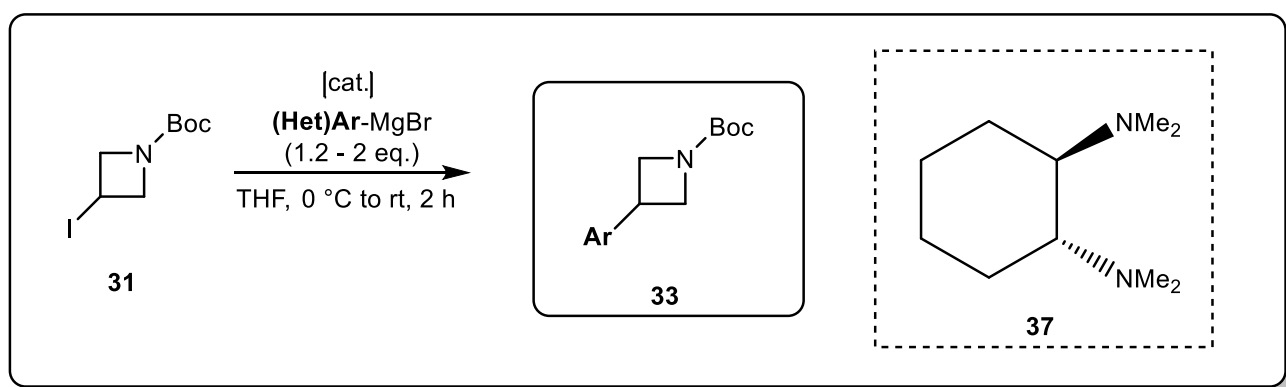 [cat.]
(Het)Ar-MgBr
(1.2 - 2 eq.)
THF, 0 °C to rt, 2 h
N
Boc
I
31
N
Boc
Ar
33
NMe2
NMe2
37